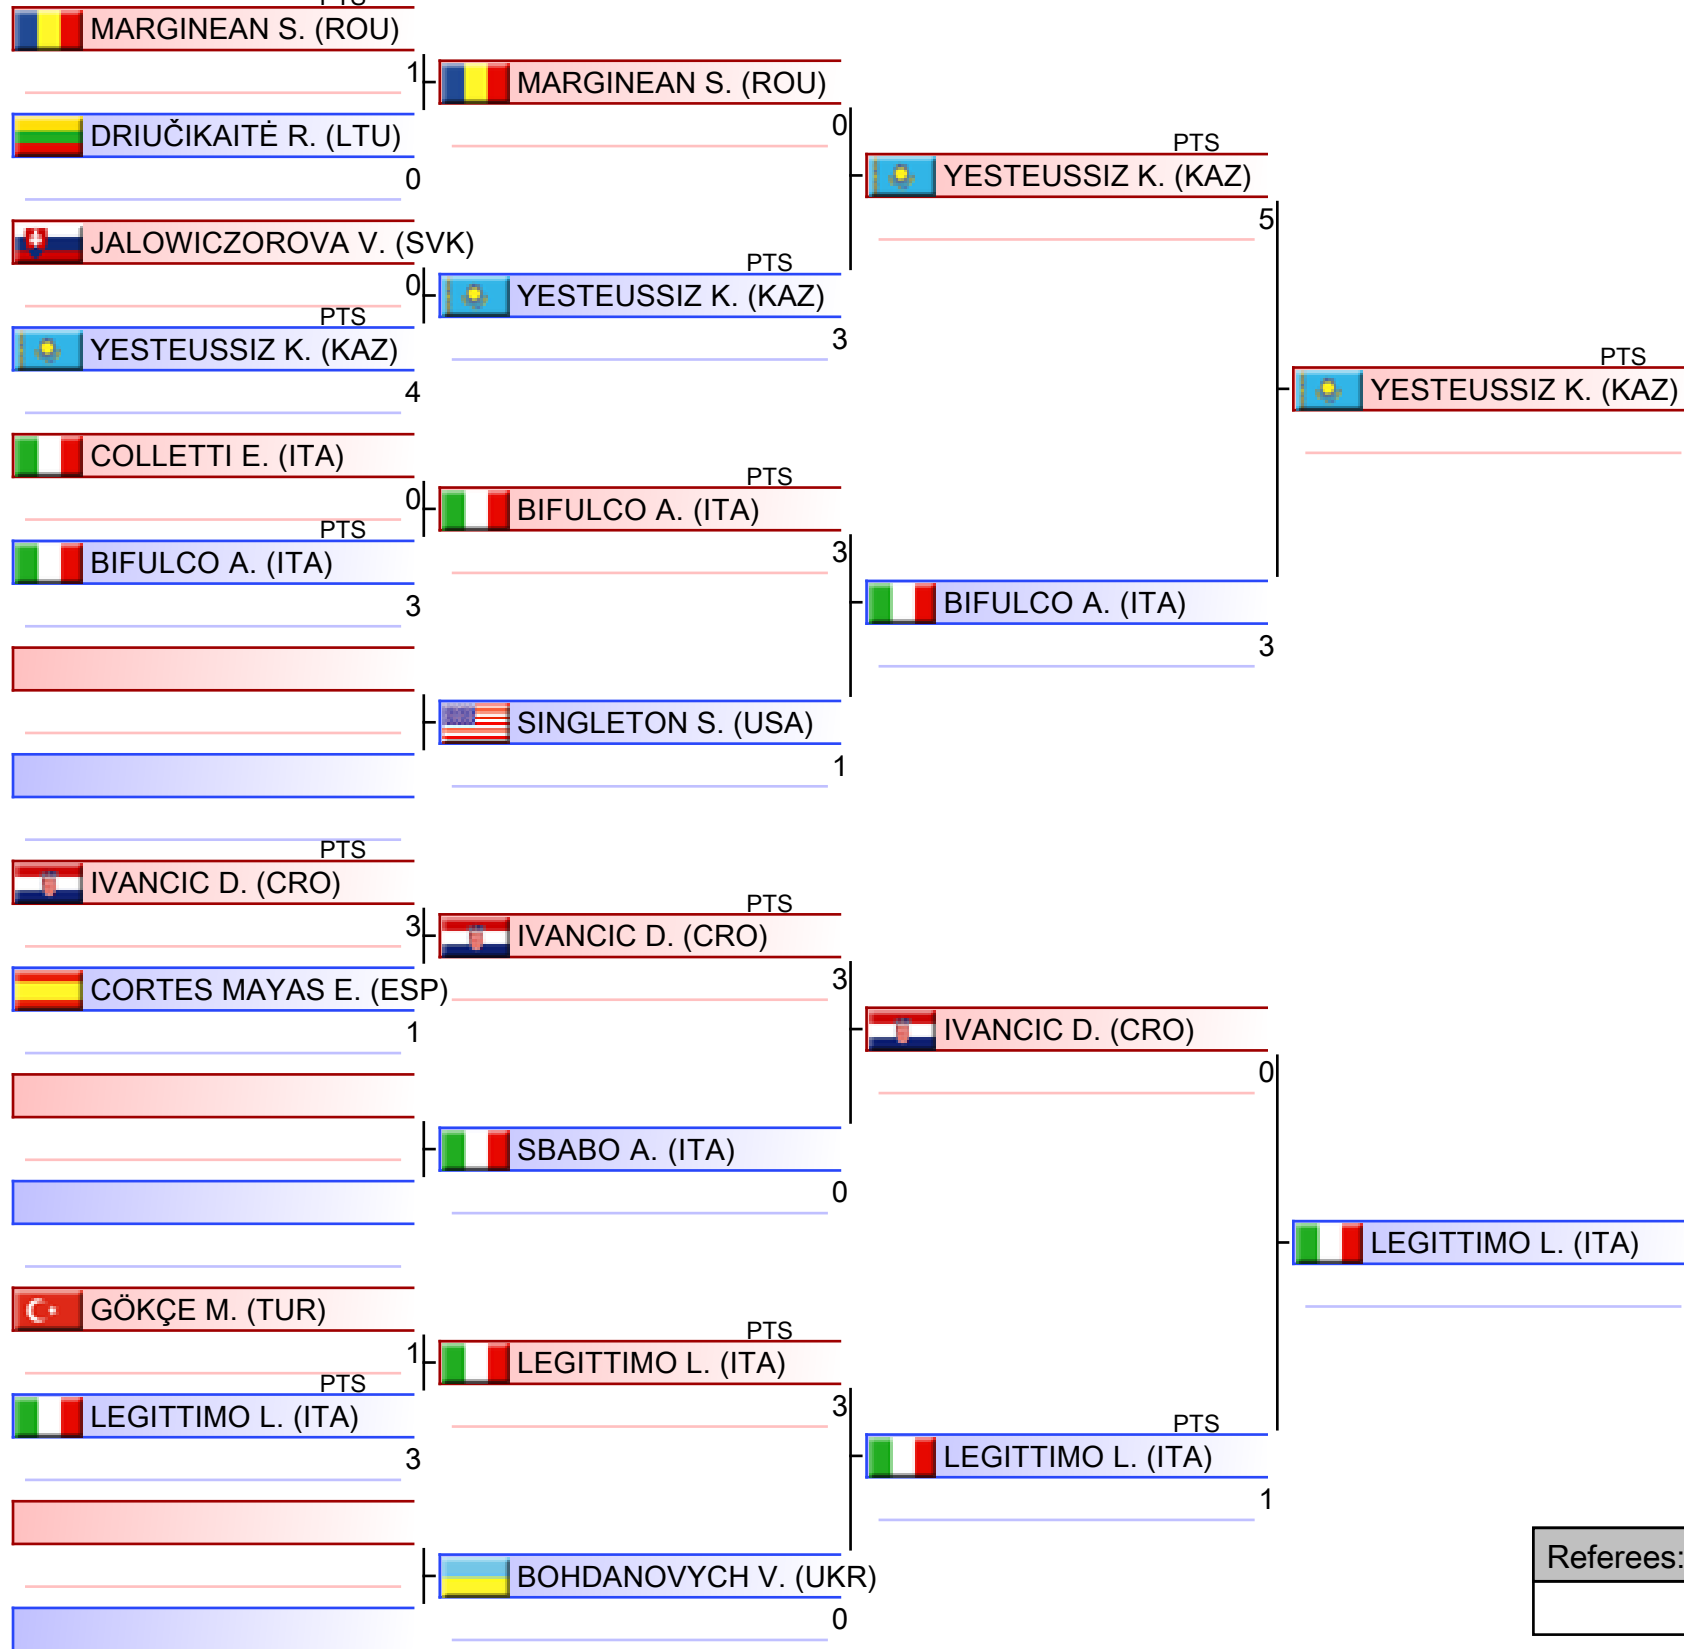 PTS
MARGINEAN S. (ROU)
1
DRIUČIKAITĖ R. (LTU)
0
JALOWICZOROVA V. (SVK)
0
PTS
YESTEUSSIZ K. (KAZ)
4
COLLETTI E. (ITA)
0
PTS
BIFULCO A. (ITA)
3
PTS
IVANCIC D. (CRO)
3
CORTES MAYAS E. (ESP)
1
GÖKÇE M. (TUR)
1
PTS
LEGITTIMO L. (ITA)
3
MARGINEAN S. (ROU)
0
PTS
YESTEUSSIZ K. (KAZ)
3
PTS
BIFULCO A. (ITA)
3
SINGLETON S. (USA)
1
PTS
IVANCIC D. (CRO)
3
SBABO A. (ITA)
0
PTS
LEGITTIMO L. (ITA)
3
BOHDANOVYCH V. (UKR)
0
PTS
YESTEUSSIZ K. (KAZ)
5
BIFULCO A. (ITA)
3
IVANCIC D. (CRO)
0
PTS
LEGITTIMO L. (ITA)
1
PTS
YESTEUSSIZ K. (KAZ)
LEGITTIMO L. (ITA)
Referees: